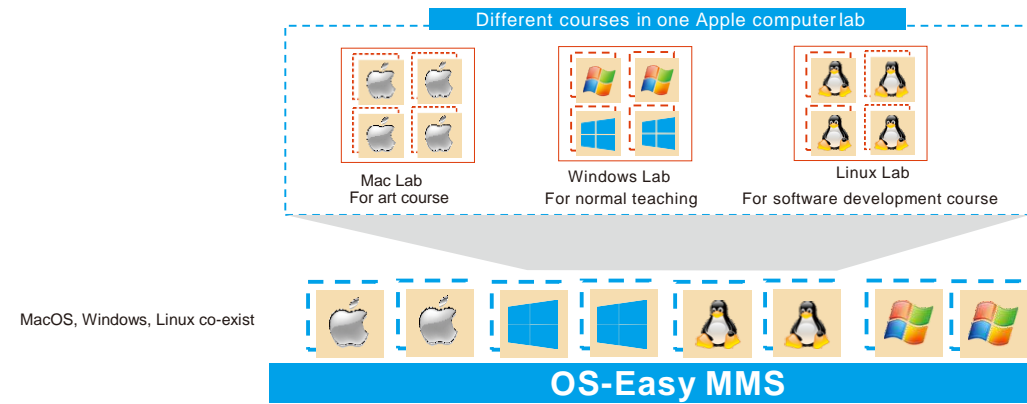 Different courses in one Apple computer lab
Mac Lab
For art course
Windows Lab
For normal teaching
Linux Lab
For software development course
MacOS, Windows, Linux co-exist
OS-Easy MMS